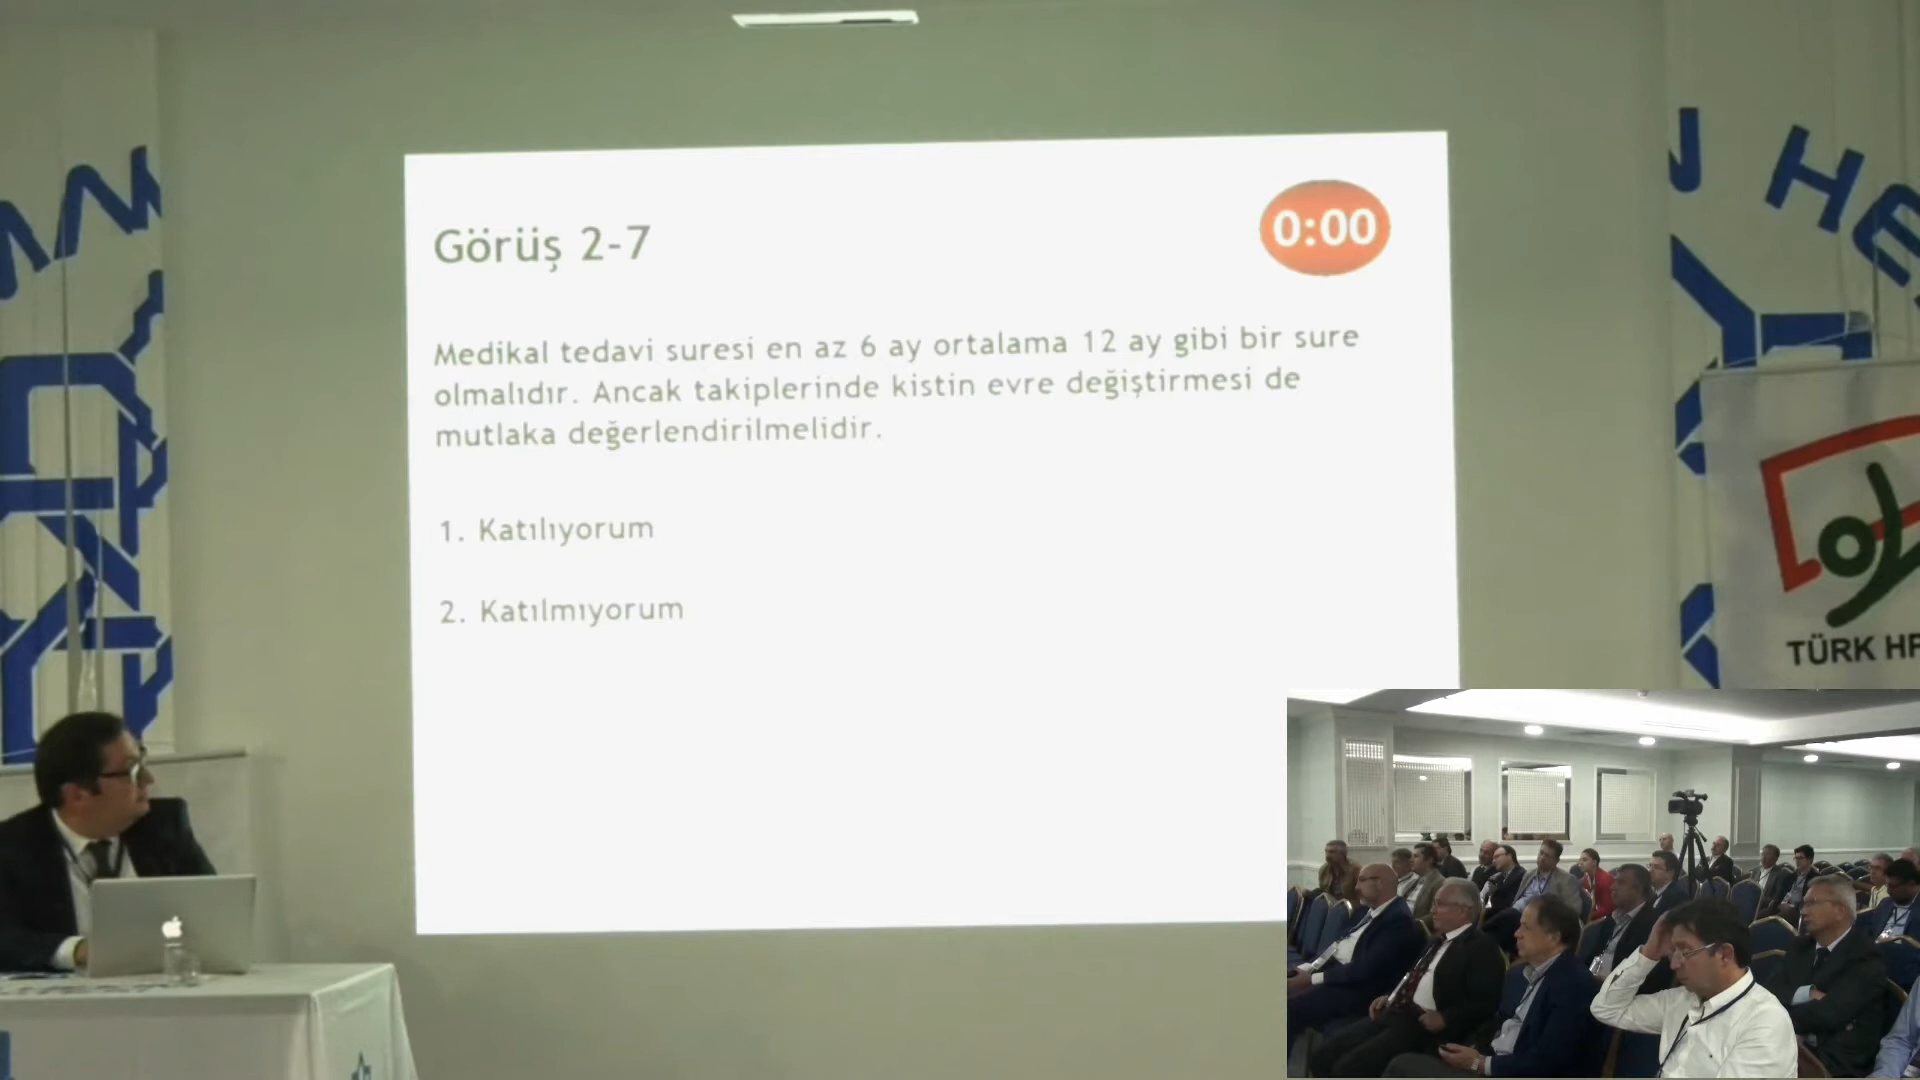 Görüş 2-7
0:00
Medikal tedavi suresi en az 6 ay ortalama 12 ay gibi bir sure
olmalıdır. Ancak takiplerinde kistin evre değiştirmesi de
mutlaka değerlendirilmelidir.
1. Katılıyorum
2. Katılmıyorum
TÜRK